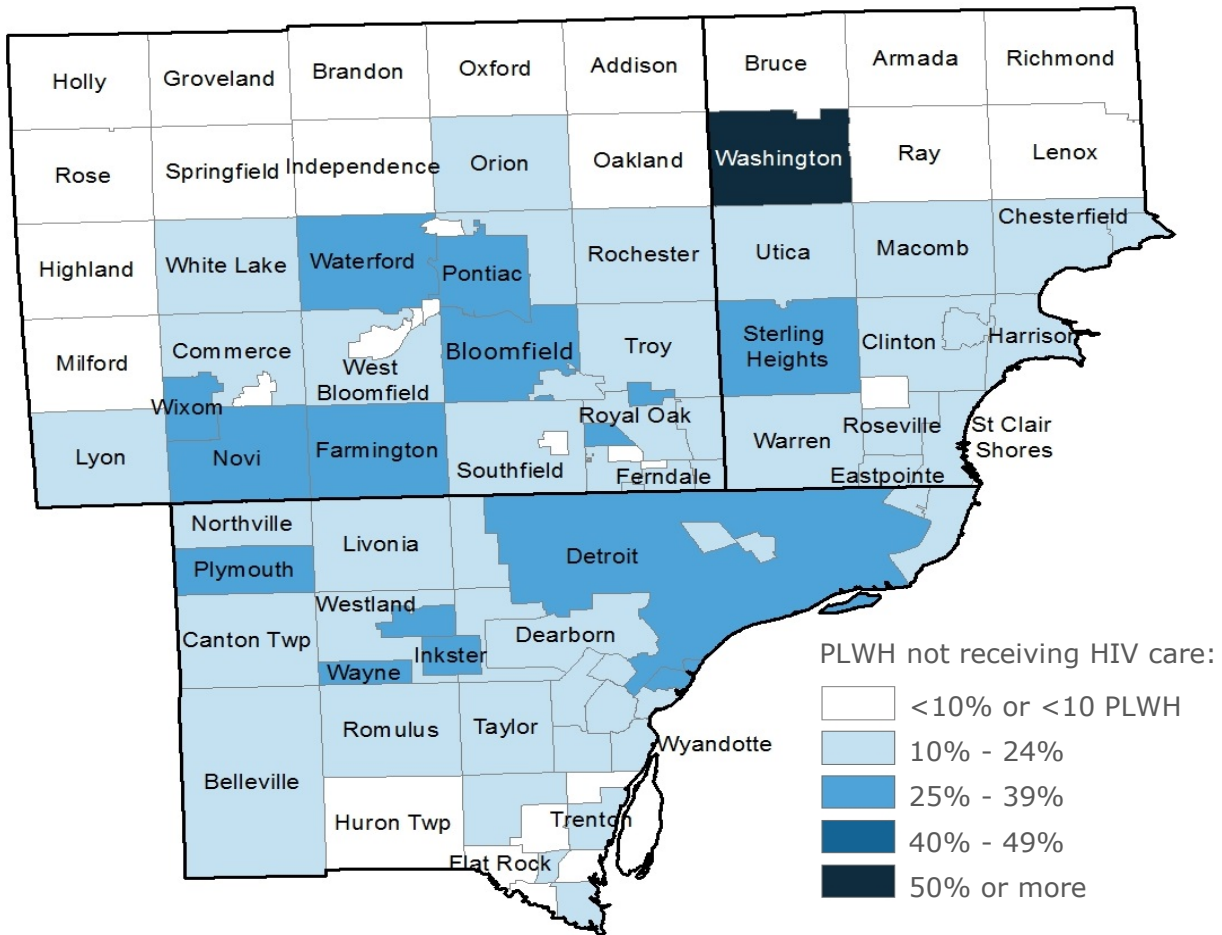 Holly
Groveland
Brandon
Oxford
Addison
Bruce
Armada
Richmond
Rose
Springfield
Independence
Orion
Oakland
Washington
Ray
Lenox
Highland
White Lake
Waterford
Pontiac
Rochester
Utica
Macomb
Chesterfield
Milford
Commerce
West
Bloomfield
Bloomfield
Troy
Sterling
Heights
Clinton
Harrison
Wixom
Lyon
Novi
Farmington
Southfield
Royal Oak
Ferndale
Warren
Roseville
Eastpointe
St Clair
Shores
Northville
Livonia
Detroit
Plymouth
Westland
Canton Twp
Dearborn
Inkster
Wayne
Romulus
Taylor
Wyandotte
Belleville
Huron Twp
Trenton
Flat Rock
PLWH not receiving HIV care:
<10% or <10 PLWH
10% - 24%
25% - 39%
40% - 49%
50% or more